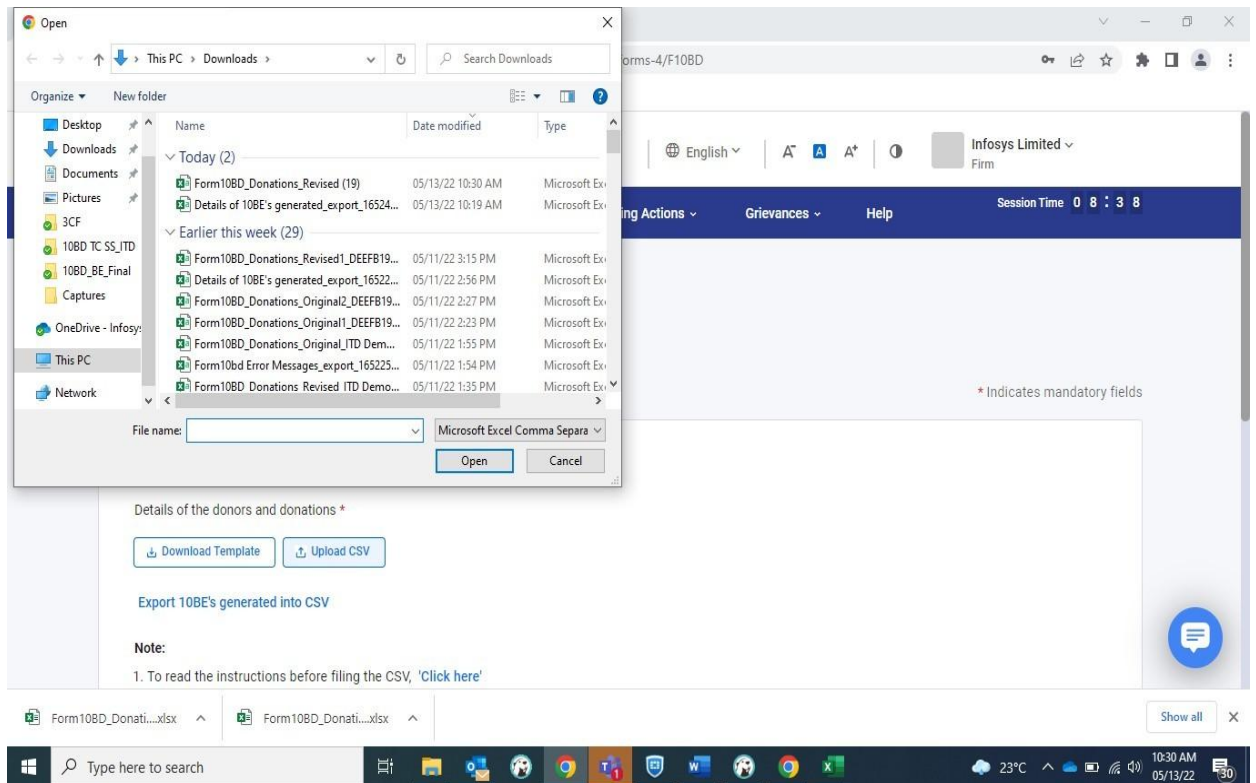 Open
This PC > Downloads >
Search Downloads
orms-4/F10BD
Organize
New folder
Desktop
Downloads
Documents
Pictures
3CF
10BD TC SS_ITD
10BD_BE_Final
Captures
OneDrive - Infosy
This PC
Network
Name Date modified Type
Today (2)
Form10BD_Donations_Revised (19) 05/13/22 10:30 AM Microsoft Ex
Details of 10BE's generated_export_16524... 05/13/22 10:19 AM Microsoft Ex
Earlier this week (29)
Form10BD_Donations_Revised1_DEEFB19... 05/11/22 3:15 PM Microsoft Ex
Details of 10BE's generated_export_16522... 05/11/22 2:56 PM Microsoft Ex
Form10BD_Donations_Original2_DEEFB19... 05/11/22 2:27 PM Microsoft Ex
Form10BD_Donations_Original1_DEEFB19... 05/11/22 2:23 PM Microsoft Ex
Form10BD_Donations_Original_ITD Dem... 05/11/22 1:55 PM Microsoft Ex
Form10bd Error Messages_export_165225... 05/11/22 1:54 PM Microsoft Ex
Form10BD_Donations_Revised_ITD Demo... 05/11/22 1:35 PM Microsoft Ex
File name:
Microsoft Excel Comma Separa
Open Cancel
English
A- A A+
Infosys Limited
Firm
ing Actions Grievances Help
Session Time 0 8 : 3 8
* Indicates mandatory fields
Details of the donors and donations *
Download Template
Upload CSV
Export 10BE's generated into CSV
Note:
1. To read the instructions before filing the CSV, 'Click here'
Form10BD_Donati....xlsx
Form10BD_Donati....xlsx
Show all
Type here to search
23°C
10:30 AM
05/13/22
30